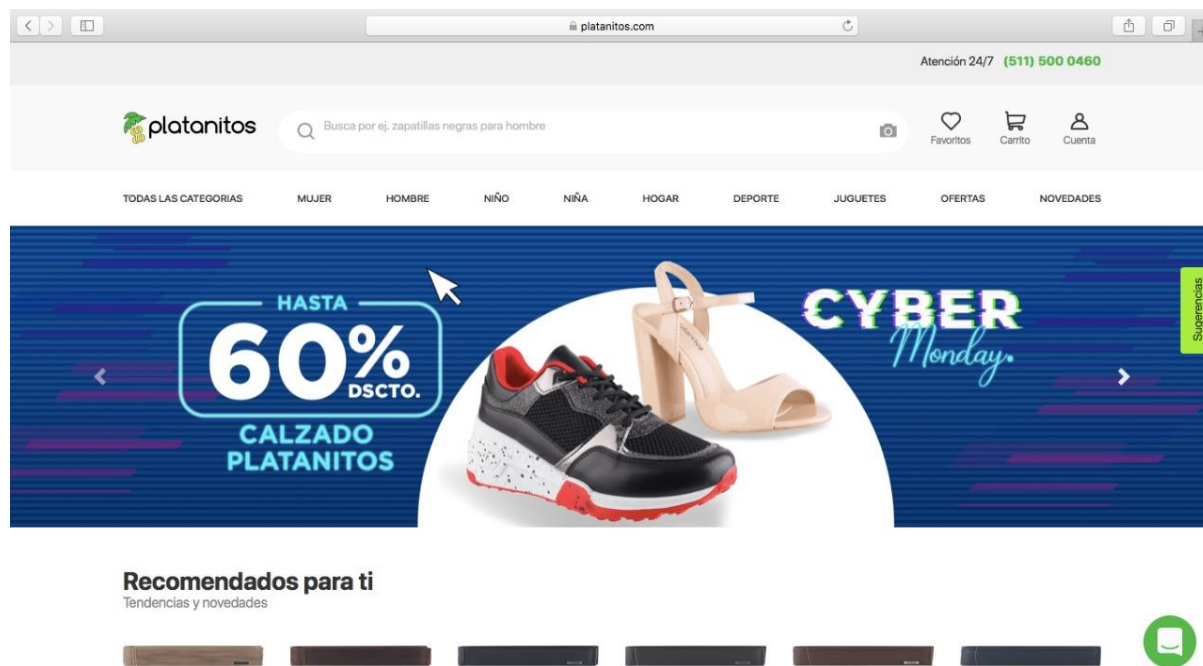 platanitos.com
Atención 24/7 (511) 500 0460
platanitos
Busca por ej. zapatillas negras para hombre
Favoritos
Carrito
Cuenta
TODAS LAS CATEGORIAS
MUJER
HOMBRE
NIÑO
NIÑA
HOGAR
DEPORTE
JUGUETES
OFERTAS
NOVEDADES
HASTA
60%
DSCTO.
CALZADO
PLATANITOS
CYBER
Monday.
Sugerencias
Recomendados para ti
Tendencias y novedades